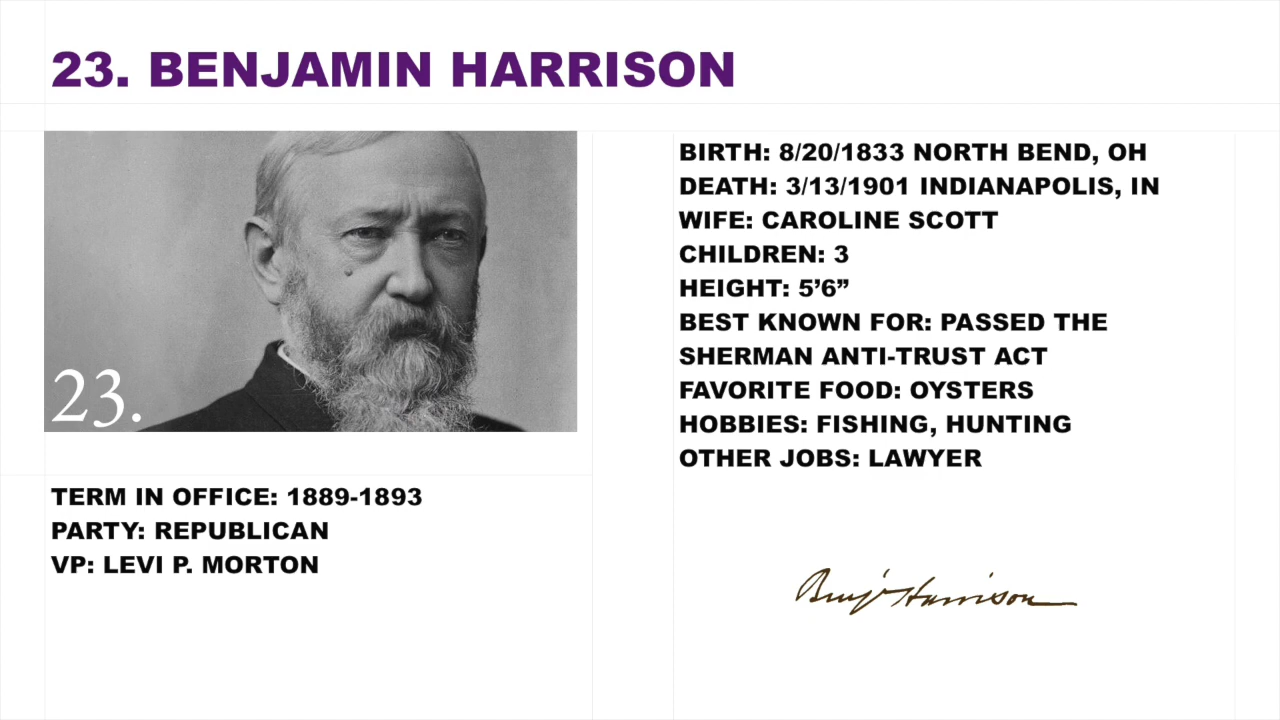 23. BENJAMIN HARRISON
23.
TERM IN OFFICE: 1889-1893
PARTY: REPUBLICAN
VP: LEVI P. MORTON
BIRTH: 8/20/1833 NORTH BEND, OH
DEATH: 3/13/1901 INDIANAPOLIS, IN
WIFE: CAROLINE SCOTT
CHILDREN: 3
HEIGHT: 5’6”
BEST KNOWN FOR: PASSED THE
SHERMAN ANTI-TRUST ACT
FAVORITE FOOD: OYSTERS
HOBBIES: FISHING, HUNTING
OTHER JOBS: LAWYER
Benj Harrison